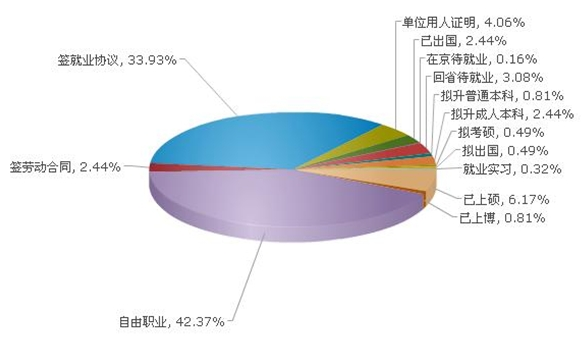 单位用人证明, 4.06%
已出国, 2.44%
签就业协议, 33.93%
在京待就业, 0.16%
回省待就业, 3.08%
拟升普通本科, 0.81%
拟升成人本科, 2.44%
拟考硕, 0.49%
拟出国, 0.49%
签劳动合同, 2.44%
就业实习, 0.32%
已上硕, 6.17%
已上博, 0.81%
自由职业, 42.37%